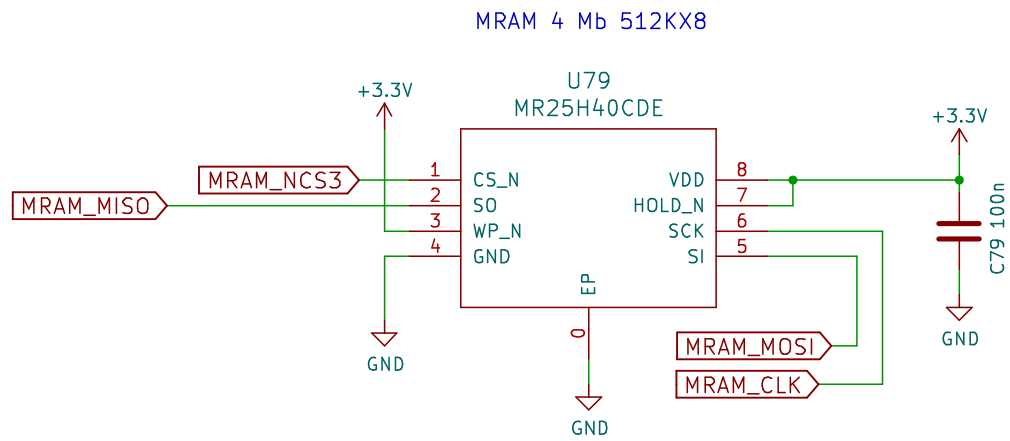 MRAM 4 Mb 512KX8
U79
MR25H40CDE
+3.3V
+3.3V
MRAM_NCS3
MRAM_MISO
1 CS_N
2 SO
3 WP_N
4 GND
VDD 8
HOLD_N 7
SCK 6
SI 5
EP
0
C79 100n
GND
GND
GND
MRAM_MOSI
MRAM_CLK